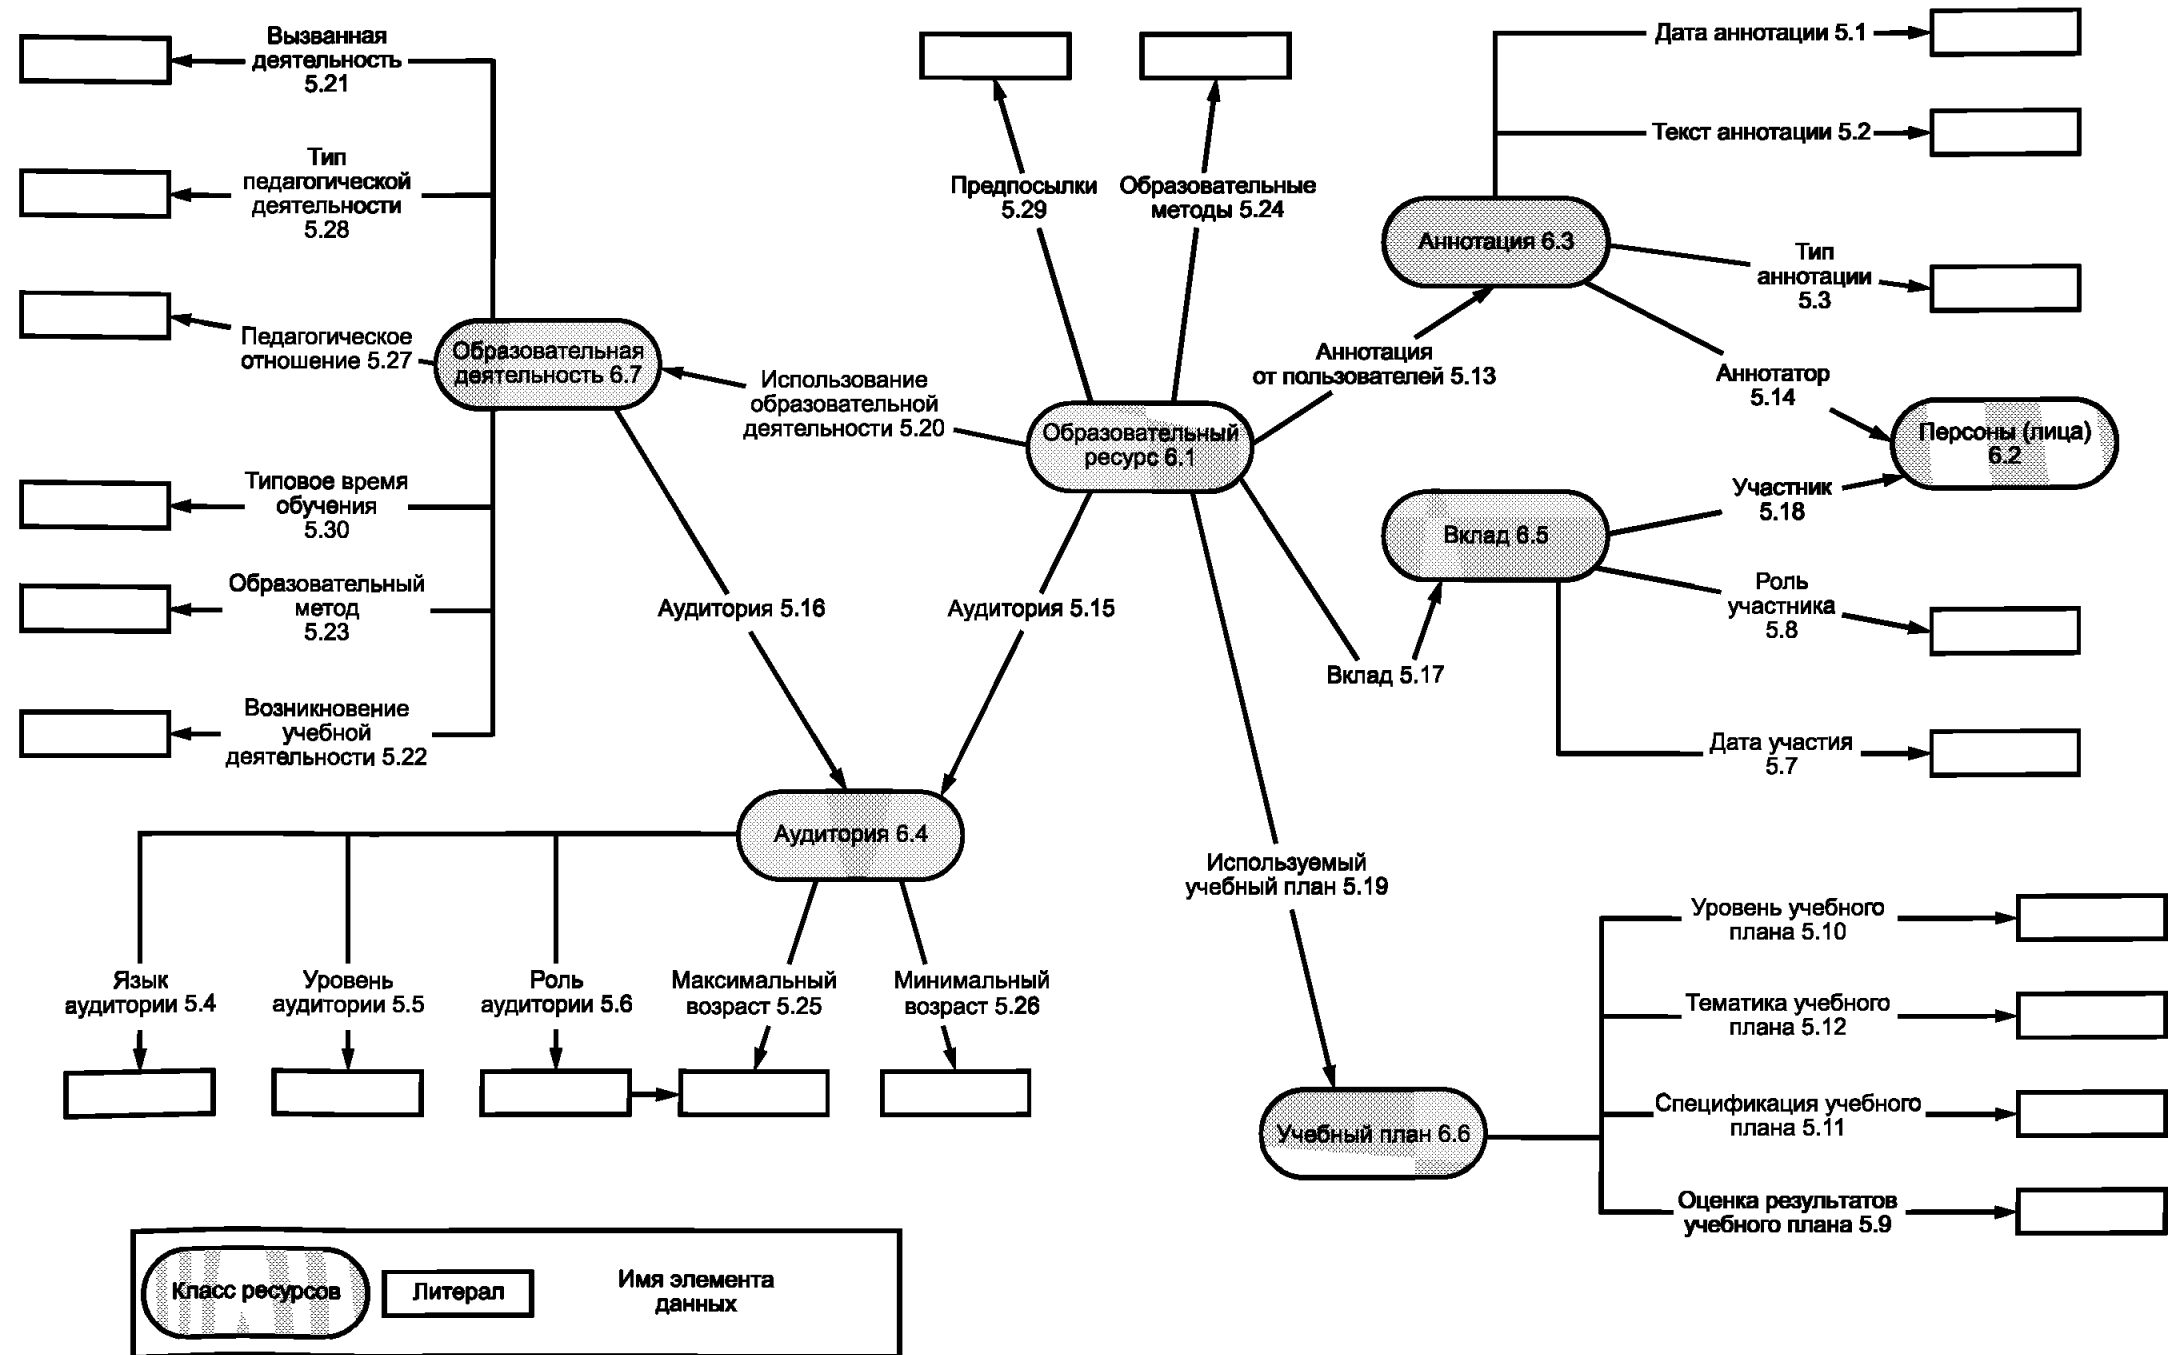 Вызванная
деятельность
5.21
Тип
педагогической
деятельности
5.28
Педагогическое
отношение 5.27
Образовательная
деятельность 6.7
Типовое время
обучения
5.30
Образовательный
метод
5.23
Возникновение
учебной
деятельности 5.22
Использование
образовательной
деятельности 5.20
Предпосылки
5.29
Образовательные
методы 5.24
Образовательный
ресурс 6.1
Аннотация
от пользователей 5.13
Дата аннотации 5.1
Текст аннотации 5.2
Аннотация 6.3
Тип
аннотации
5.3
Аннотатор
5.14
Персоны (лица)
6.2
Участник
5.18
Вклад 6.5
Роль
участника
5.8
Вклад 5.17
Дата участия
5.7
Аудитория 5.16
Аудитория 5.15
Аудитория 6.4
Язык
аудитории 5.4
Уровень
аудитории 5.5
Роль
аудитории 5.6
Максимальный
возраст 5.25
Минимальный
возраст 5.26
Используемый
учебный план 5.19
Учебный план 6.6
Уровень учебного
плана 5.10
Тематика учебного
плана 5.12
Спецификация учебного
плана 5.11
Оценка результатов
учебного плана 5.9
Класс ресурсов
Литерал
Имя элемента
данных